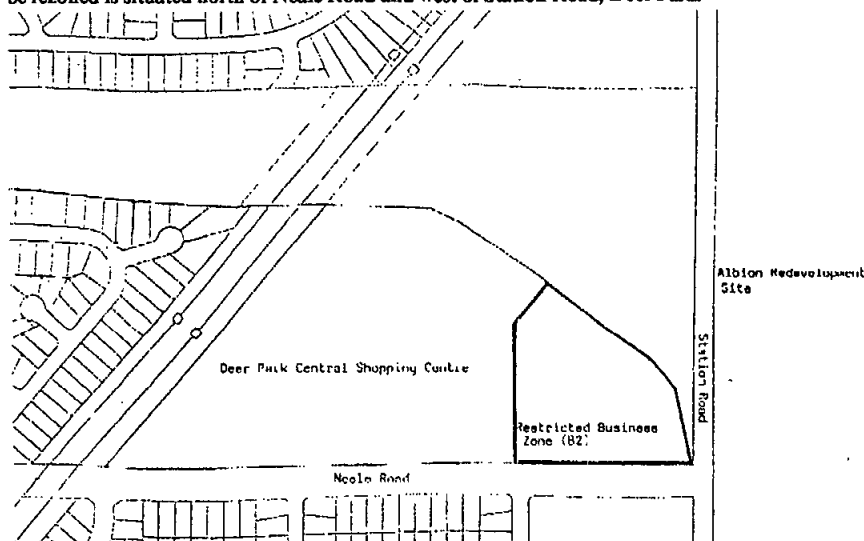 be rezoned is situated north of Neale Road and west of Station Road, Deer Park.
Albion Redevelopment
Site
Station Road
Deer Park Central Shopping Centre
Restricted Business
Zone (B2)
Neale Road